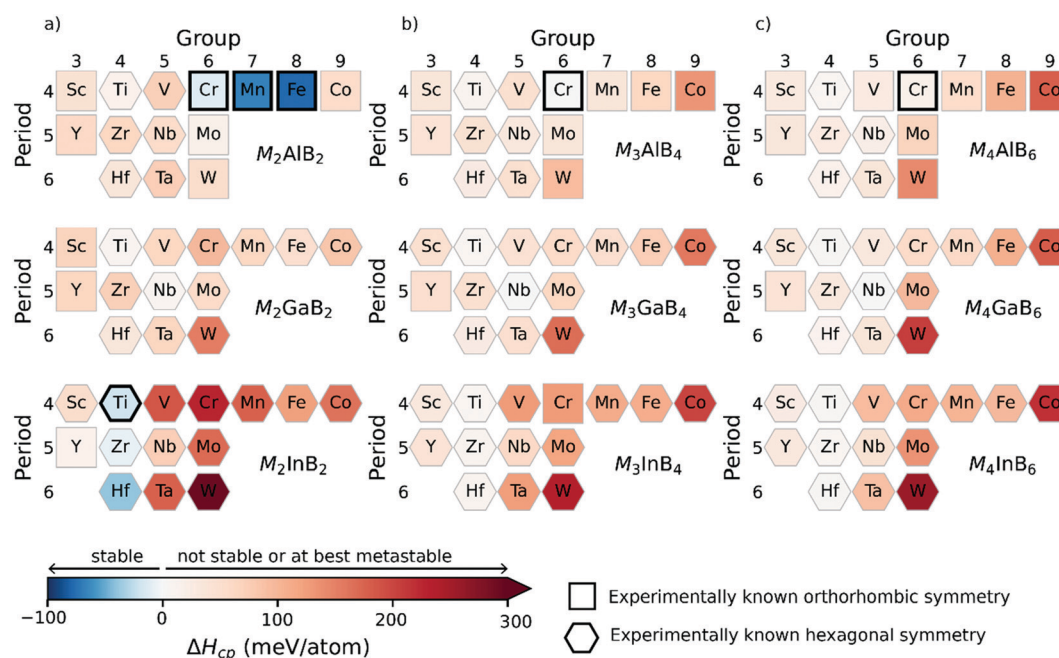 a)
Group
3 4 5 6 7 8 9
Period
4 Sc Ti V Cr Mn Fe Co
5 Y Zr Nb Mo
6 Hf Ta W
M₂AlB₂
b)
Group
3 4 5 6 7 8 9
Period
4 Sc Ti V Cr Mn Fe Co
5 Y Zr Nb Mo
6 Hf Ta W
M₃AlB₄
c)
Group
3 4 5 6 7 8 9
Period
4 Sc Ti V Cr Mn Fe Co
5 Y Zr Nb Mo
6 Hf Ta W
M₄AlB₆
Period
4 Sc Ti V Cr Mn Fe Co
5 Y Zr Nb Mo
6 Hf Ta W
M₂GaB₂
Period
4 Sc Ti V Cr Mn Fe Co
5 Y Zr Nb Mo
6 Hf Ta W
M₃GaB₄
Period
4 Sc Ti V Cr Mn Fe Co
5 Y Zr Nb Mo
6 Hf Ta W
M₄GaB₆
Period
4 Sc Ti V Cr Mn Fe Co
5 Y Zr Nb Mo
6 Hf Ta W
M₂InB₂
Period
4 Sc Ti V Cr Mn Fe Co
5 Y Zr Nb Mo
6 Hf Ta W
M₃InB₄
Period
4 Sc Ti V Cr Mn Fe Co
5 Y Zr Nb Mo
6 Hf Ta W
M₄InB₆
stable not stable or at best metastable
−100 0 100 200 300
ΔH_cp (meV/atom)
Experimentally known orthorhombic symmetry
Experimentally known hexagonal symmetry